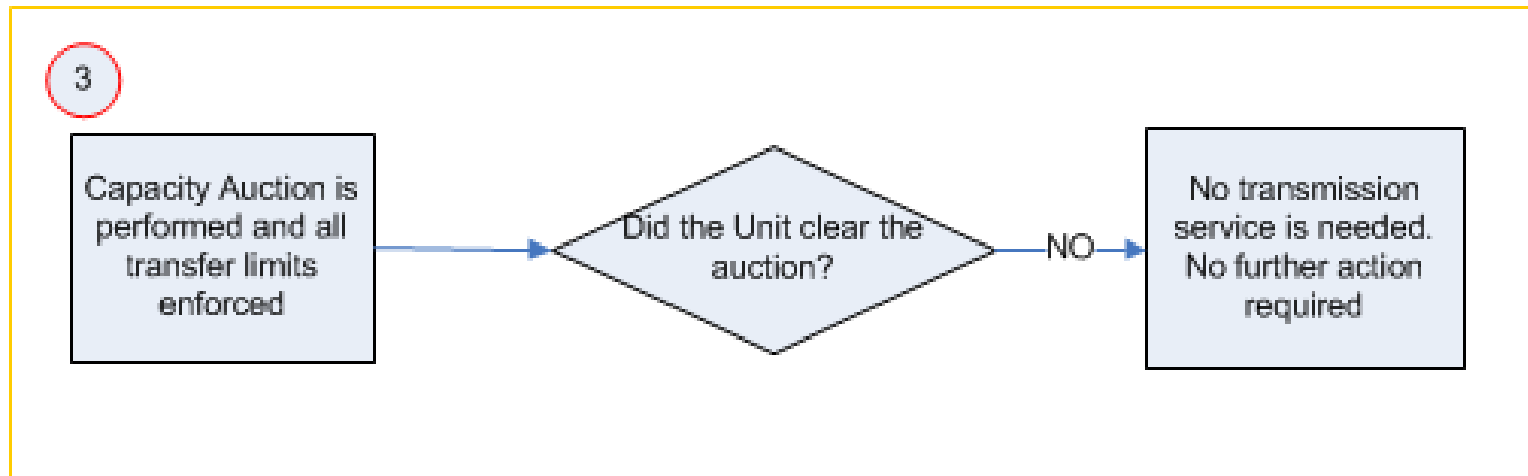 3
Capacity Auction is
performed and all
transfer limits
enforced
Did the Unit clear the
auction?
NO
No transmission
service is needed.
No further action
required